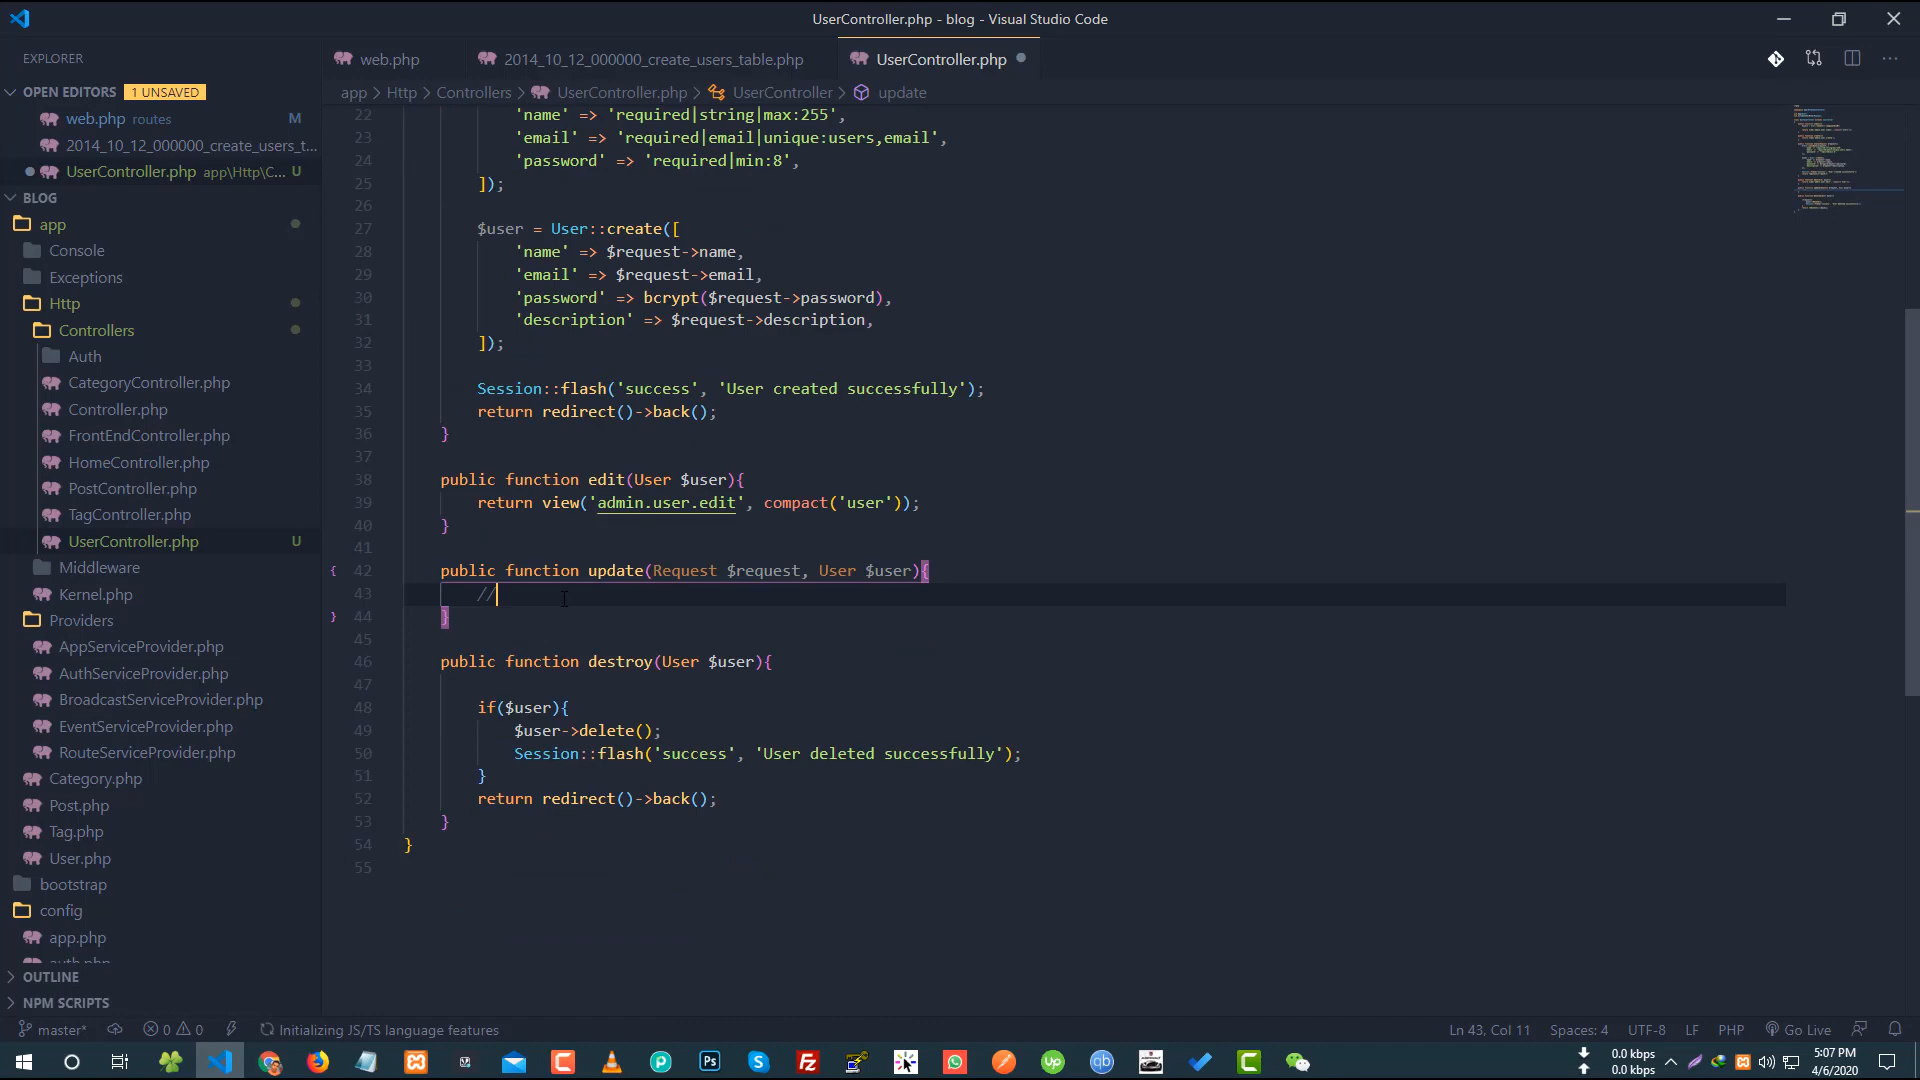 UserController.php - blog - Visual Studio Code
EXPLORER
web.php
2014_10_12_000000_create_users_table.php
UserController.php
OPEN EDITORS
1 UNSAVED
app > Http > Controllers > UserController.php > UserController > update
web.php routes M
2014_10_12_000000_create_users_t...
UserController.php app\Http\C... U
BLOG
app
Console
Exceptions
Http
Controllers
Auth
CategoryController.php
Controller.php
FrontEndController.php
HomeController.php
PostController.php
TagController.php
UserController.php U
Middleware
Kernel.php
Providers
AppServiceProvider.php
AuthServiceProvider.php
BroadcastServiceProvider.php
EventServiceProvider.php
RouteServiceProvider.php
Category.php
Post.php
Tag.php
User.php
bootstrap
config
app.php
auth.php
OUTLINE
NPM SCRIPTS
22 'name' => 'required|string|max:255',
23 'email' => 'required|email|unique:users,email',
24 'password' => 'required|min:8',
25 ]);
26
27 $user = User::create([
28 'name' => $request->name,
29 'email' => $request->email,
30 'password' => bcrypt($request->password),
31 'description' => $request->description,
32 ]);
33
34 Session::flash('success', 'User created successfully');
35 return redirect()->back();
36 }
37
38 public function edit(User $user){
39 return view('admin.user.edit', compact('user'));
40 }
41
{ 42 public function update(Request $request, User $user){
43 //
} 44 }
45
46 public function destroy(User $user){
47
48 if($user){
49 $user->delete();
50 Session::flash('success', 'User deleted successfully');
51 }
52 return redirect()->back();
53 }
54 }
55
master* 0 0 Initializing JS/TS language features
Ln 43, Col 11 Spaces: 4 UTF-8 LF PHP Go Live
0.0 kbps
0.0 kbps
5:07 PM
4/6/2020